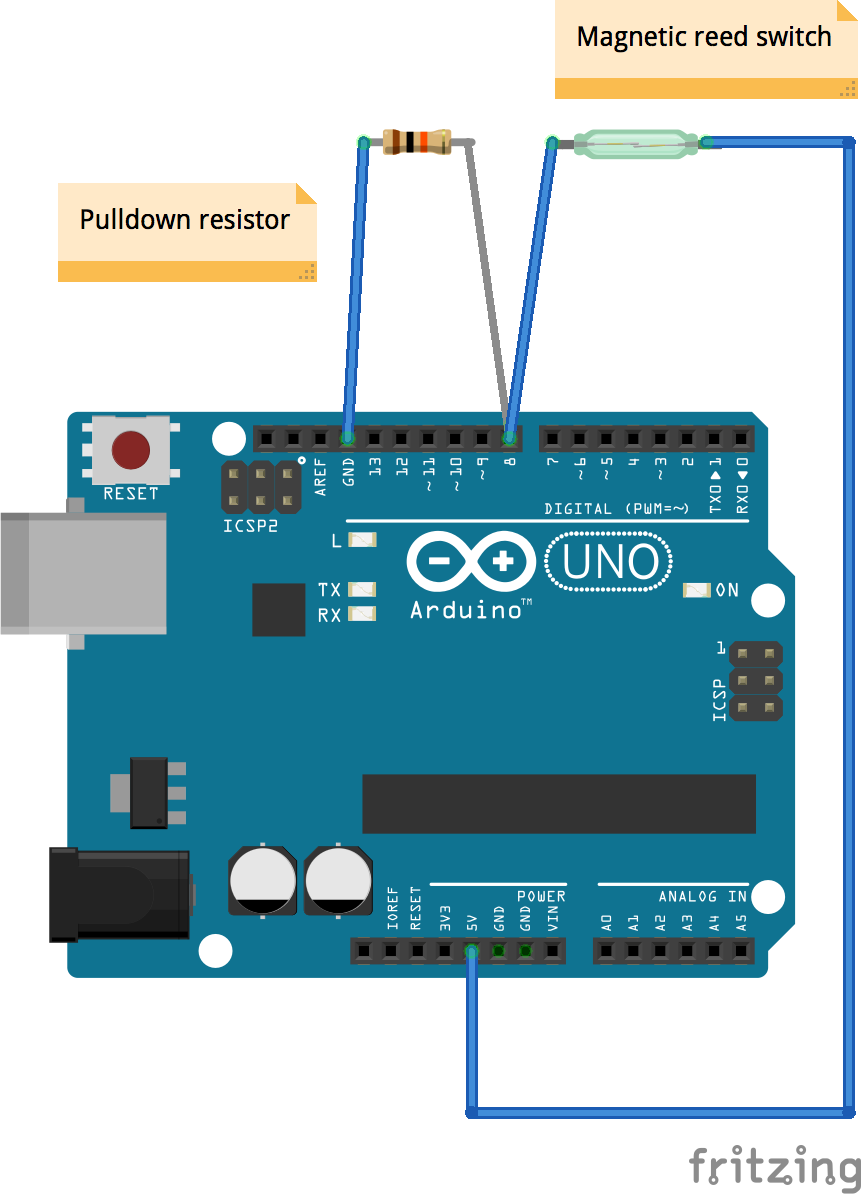 Magnetic reed switch
Pulldown resistor
RESET
ICSP2
AREF
GND
13
12
~11
~10
~9
8
7
~6
~5
4
~3
2
TX0▶1
RX0◀0
DIGITAL (PWM=~)
L
TX
RX
Arduino™
UNO
ON
1
ICSP
IOREF
RESET
3V3
5V
GND
GND
VIN
POWER
ANALOG IN
A0
A1
A2
A3
A4
A5
fritzing